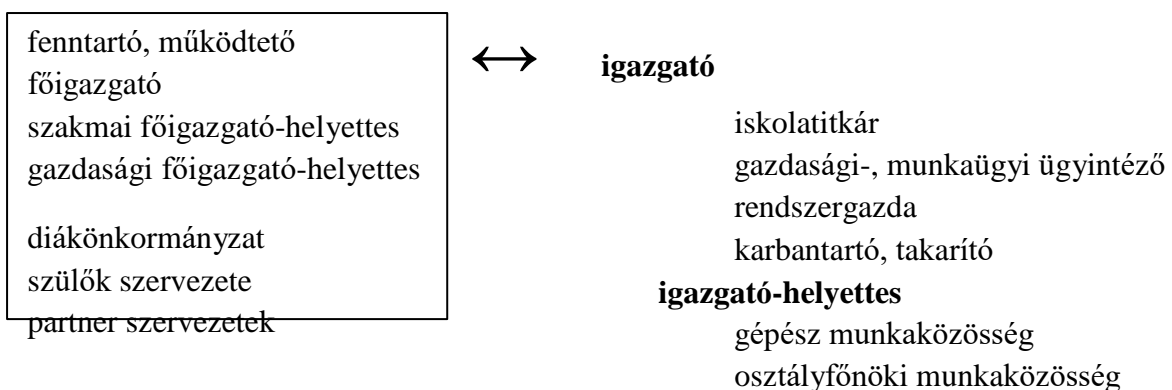 fenntartó, működtető
főigazgató
szakmai főigazgató-helyettes
gazdasági főigazgató-helyettes
diákönkormányzat
szülők szervezete
partner szervezetek
↔
igazgató
iskolatitkár
gazdasági-, munkaügyi ügyintéző
rendszergazda
karbantartó, takarító
igazgató-helyettes
gépész munkaközösség
osztályfőnöki munkaközösség